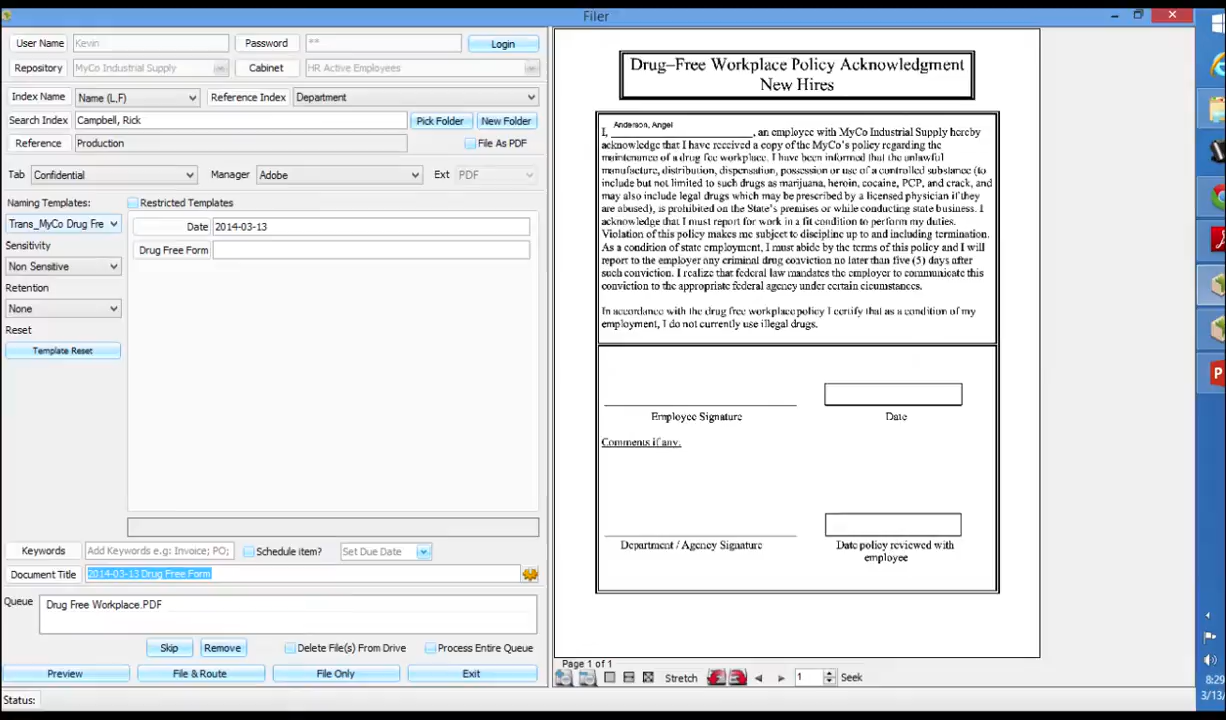 Filer
User Name Kevin Password ** Login
Repository MyCo Industrial Supply Cabinet HR Active Employees
Index Name Name (L,F) Reference Index Department
Search Index Campbell, Rick Pick Folder New Folder
Reference Production File As PDF
Tab Confidential Manager Adobe Ext PDF
Naming Templates: Restricted Templates
Trans_MyCo Drug Fre Date 2014-03-13
Sensitivity Drug Free Form
Non Sensitive
Retention
None
Reset
Template Reset
Keywords Add Keywords e.g: Invoice; PO; Schedule item? Set Due Date
Document Title 2014-03-13 Drug Free Form
Queue Drug Free Workplace.PDF
Skip Remove Delete File(s) From Drive Process Entire Queue
Preview File & Route File Only Exit
Status:
Drug–Free Workplace Policy Acknowledgment
New Hires
Anderson, Angel
I, , an employee with MyCo Industrial Supply hereby
acknowledge that I have received a copy of the MyCo's policy regarding the
maintenance of a drug fee workplace. I have been informed that the unlawful
manufacture, distribution, dispensation, possession or use of a controlled substance (to
include but not limited to such drugs as marijuana, heroin, cocaine, PCP, and crack, and
may also include legal drugs which may be prescribed by a licensed physician if they
are abused), is prohibited on the State's premises or while conducting state business. I
acknowledge that I must report for work in a fit condition to perform my duties.
Violation of this policy makes me subject to discipline up to and including termination.
As a condition of state employment, I must abide by the terms of this policy and I will
report to the employer any criminal drug conviction no later than five (5) days after
such conviction. I realize that federal law mandates the employer to communicate this
conviction to the appropriate federal agency under certain circumstances.
In accordance with the drug free workplace policy I certify that as a condition of my
employment, I do not currently use illegal drugs.
Employee Signature Date
Comments if any.
Department / Agency Signature Date policy reviewed with
employee
Page 1 of 1
Stretch 1 Seek
8:29
3/13/